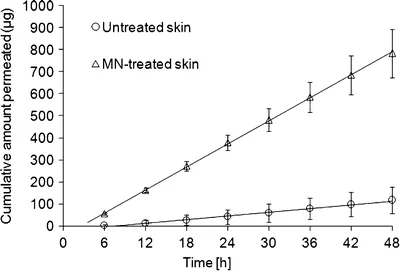 Cumulative amount permeated (µg)
1000
900
800
700
600
500
400
300
200
100
0
Untreated skin
MN-treated skin
0 6 12 18 24 30 36 42 48
Time [h]